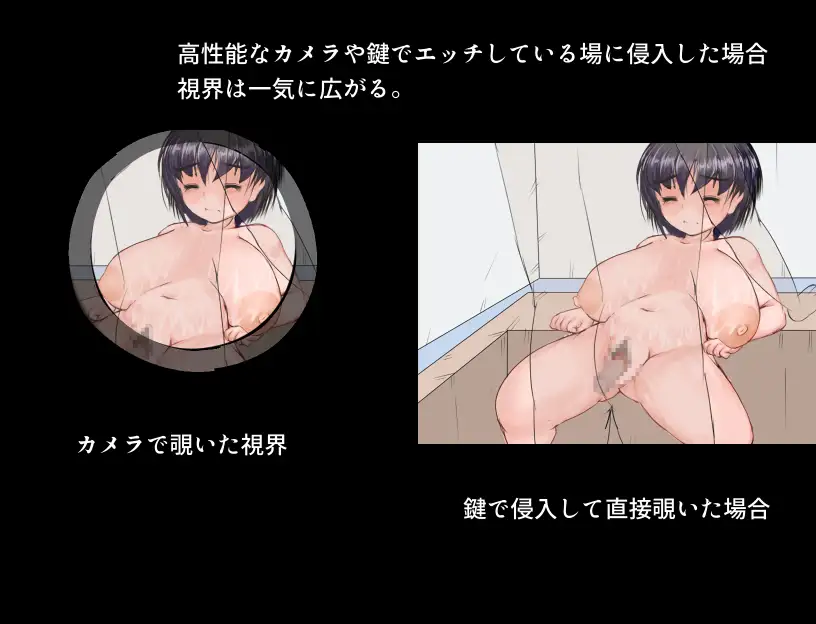 高性能なカメラや鍵でエッチしている場に侵入した場合
視界は一気に広がる。
カメラで覗いた視界
鍵で侵入して直接覗いた場合